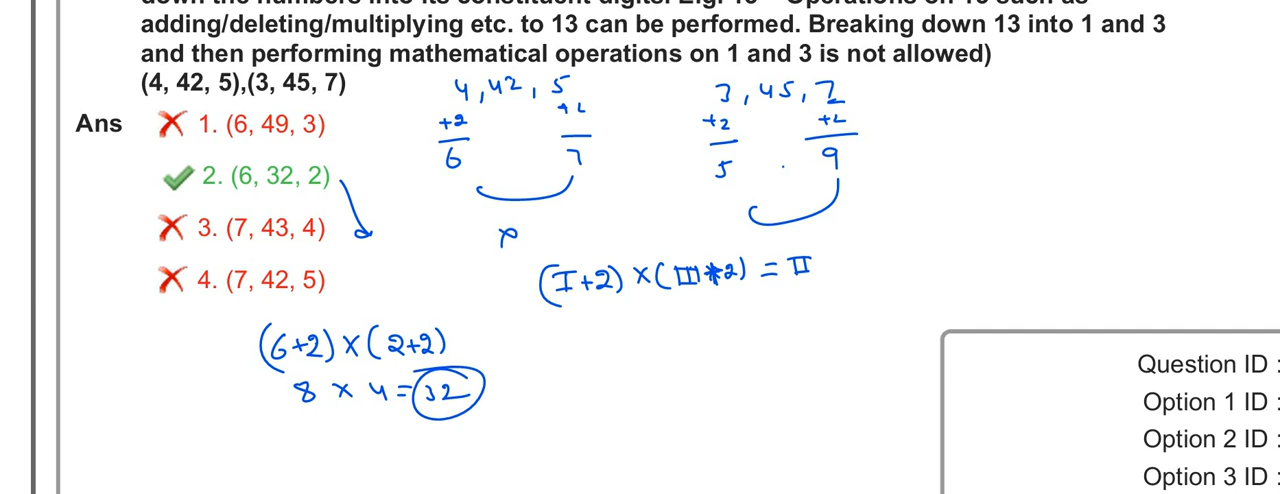 adding/deleting/multiplying etc. to 13 can be performed. Breaking down 13 into 1 and 3
and then performing mathematical operations on 1 and 3 is not allowed)
(4, 42, 5),(3, 45, 7)
4, 42, 5
+2
6
7
3, 45, 7
+2
5
+2
9
Ans
1. (6, 49, 3)
2. (6, 32, 2)
3. (7, 43, 4)
4. (7, 42, 5)
(I+2) × (III+2) = II
(6+2) × (2+2)
8 × 4 = 32
Question ID :
Option 1 ID :
Option 2 ID :
Option 3 ID :